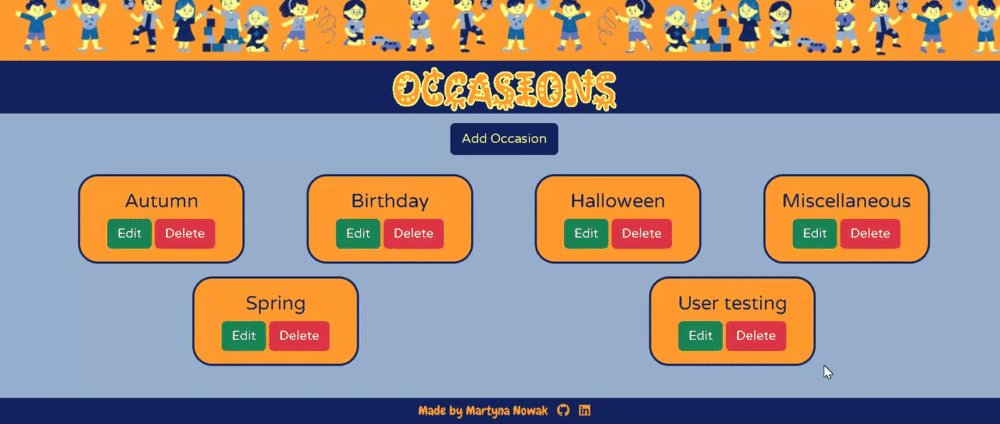 OCCASIONS
Add Occasion
Autumn
Edit Delete
Birthday
Edit Delete
Halloween
Edit Delete
Miscellaneous
Edit Delete
Spring
Edit Delete
User testing
Edit Delete
Made by Martyna Nowak